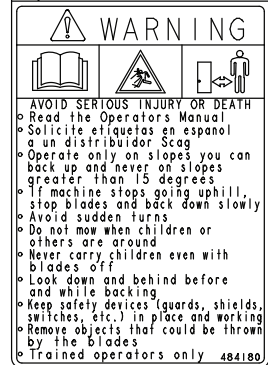 WARNING
AVOID SERIOUS INJURY OR DEATH
Read the Operators Manual
Solicite etiquetas en espanol
a un distribuidor Scag
Operate only on slopes you can
back up and never on slopes
greater than 15 degrees
If machine stops going uphill,
stop blades and back down slowly
Avoid sudden turns
Do not mow when children or
others are around
Never carry children even with
blades off
Look down and behind before
and while backing
Keep safety devices (guards, shields,
switches, etc.) in place and working
Remove objects that could be thrown
by the blades
Trained operators only 484180